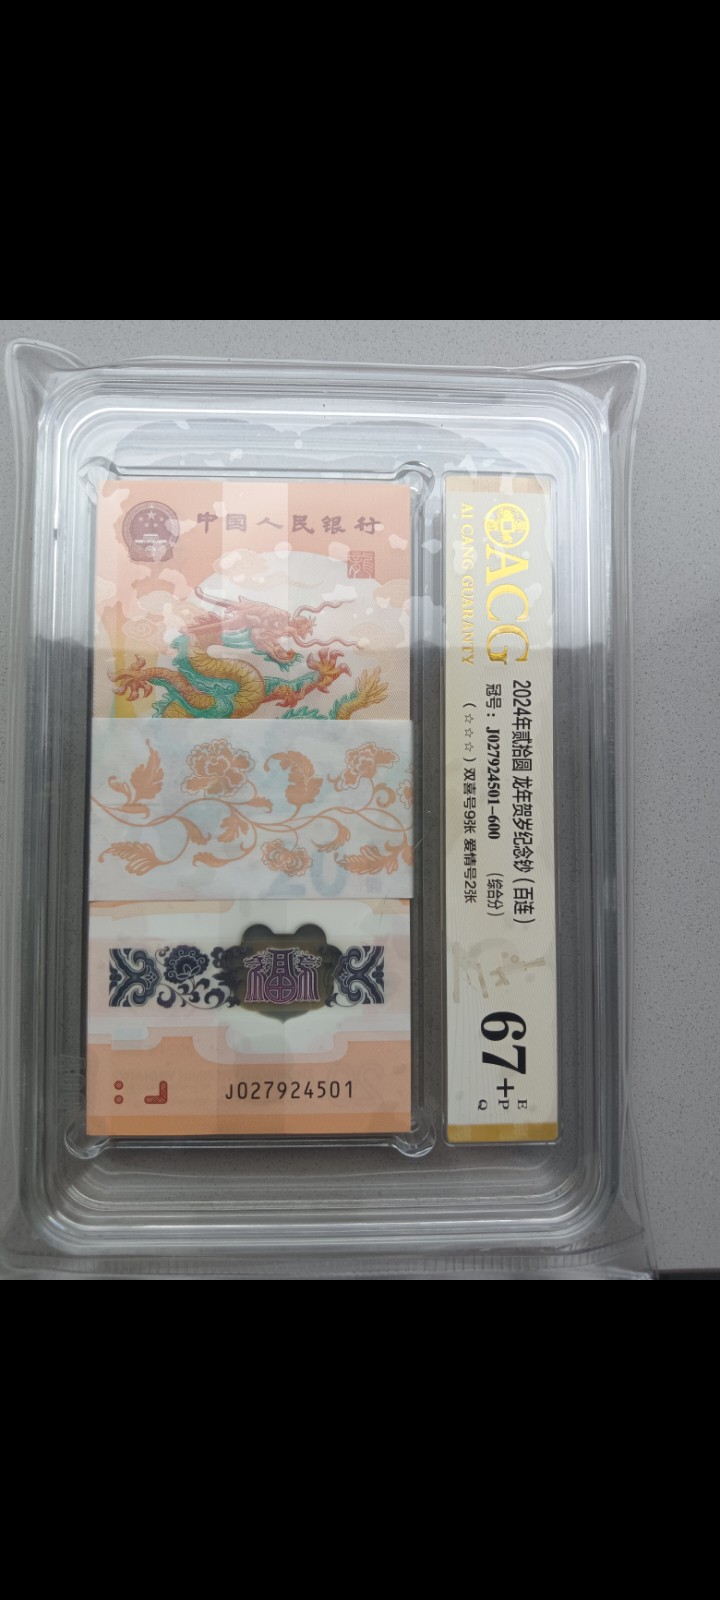 中国人民银行
龍
福
J027924501
ACG
AI CANG GUARANTY
2024年贰拾圆 龙年贺岁纪念钞（百连）
冠号：J027924501-600 （综合分）
（☆☆☆）双喜号9张 爱情号2张
67+
E
P
Q